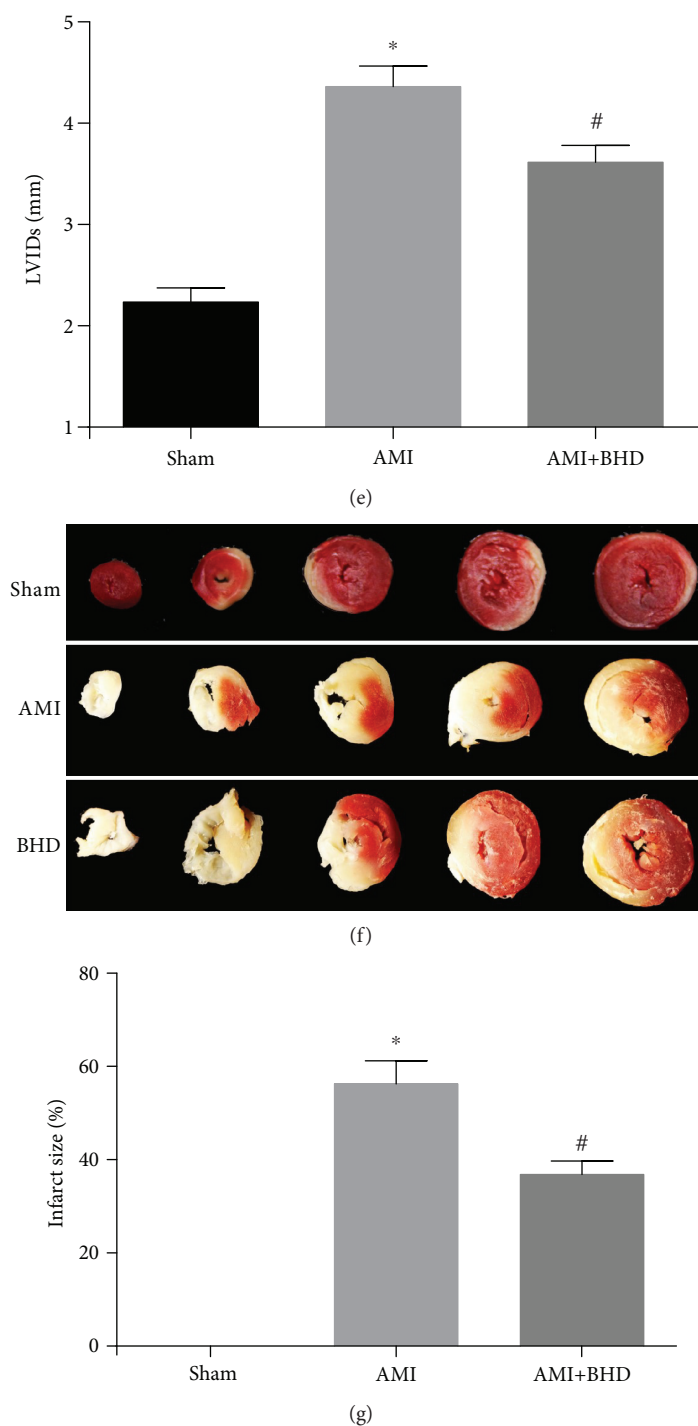 5
4
3
2
1
LVIDs (mm)
*
#
Sham AMI AMI+BHD
(e)
Sham
AMI
BHD
(f)
80
60
40
20
0
Infarct size (%)
*
#
Sham AMI AMI+BHD
(g)